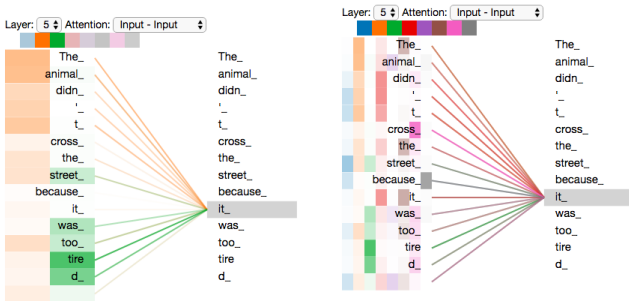 Layer: 5 Attention: Input - Input
The_ The_
animal_ animal_
didn_ didn_
'_ '_
t_ t_
cross_ cross_
the_ the_
street_ street_
because_ because_
it_ it_
was_ was_
too_ too_
tire tire
d_ d_
Layer: 5 Attention: Input - Input
The_ The_
animal_ animal_
didn_ didn_
'_ '_
t_ t_
cross_ cross_
the_ the_
street_ street_
because_ because_
it_ it_
was_ was_
too_ too_
tire tire
d_ d_